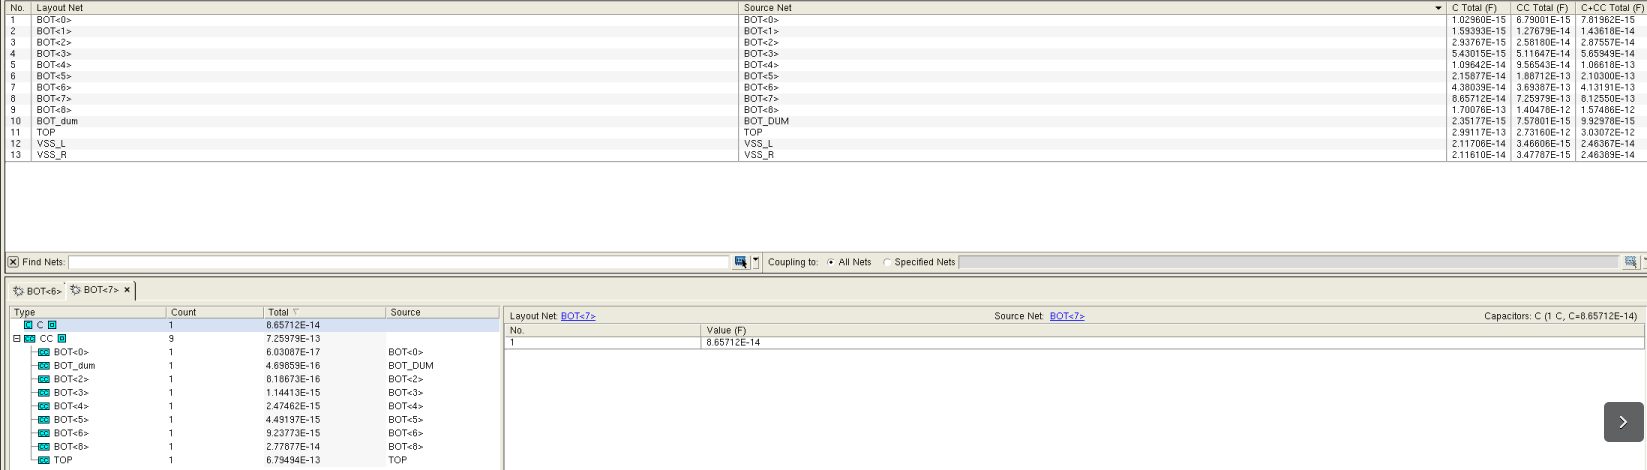 No. Layout Net Source Net C Total (F) CC Total (F) C+CC Total (F)
1 BOT<0> BOT<0> 1.02960E-15 6.79001E-15 7.81962E-15
2 BOT<1> BOT<1> 1.59393E-15 1.27679E-14 1.43618E-14
3 BOT<2> BOT<2> 2.93767E-15 2.58180E-14 2.87557E-14
4 BOT<3> BOT<3> 5.43015E-15 5.11647E-14 5.65949E-14
5 BOT<4> BOT<4> 1.09642E-14 9.56543E-14 1.06618E-13
6 BOT<5> BOT<5> 2.15877E-14 1.88712E-13 2.10300E-13
7 BOT<6> BOT<6> 4.38039E-14 3.69387E-13 4.13191E-13
8 BOT<7> BOT<7> 8.65712E-14 7.25979E-13 8.12550E-13
9 BOT<8> BOT<8> 1.70076E-13 1.40478E-12 1.57486E-12
10 BOT_dum BOT_DUM 2.35177E-15 7.57801E-15 9.92978E-15
11 TOP TOP 2.99117E-13 2.73160E-12 3.03072E-12
12 VSS_L VSS_L 2.11706E-14 3.46606E-15 2.46367E-14
13 VSS_R VSS_R 2.11610E-14 3.47787E-15 2.46389E-14
Find Nets: Coupling to: All Nets Specified Nets
BOT<6> BOT<7>
Type Count Total Source
C 1 8.65712E-14
CC 9 7.25979E-13
BOT<0> 1 6.03087E-17 BOT<0>
BOT_dum 1 4.69859E-16 BOT_DUM
BOT<2> 1 8.18673E-16 BOT<2>
BOT<3> 1 1.14413E-15 BOT<3>
BOT<4> 1 2.47462E-15 BOT<4>
BOT<5> 1 4.49197E-15 BOT<5>
BOT<6> 1 9.23773E-15 BOT<6>
BOT<8> 1 2.77877E-14 BOT<8>
TOP 1 6.79494E-13 TOP
Layout Net: BOT<7> Source Net: BOT<7> Capacitors: C (1 C, C=8.65712E-14)
No. Value (F)
1 8.65712E-14